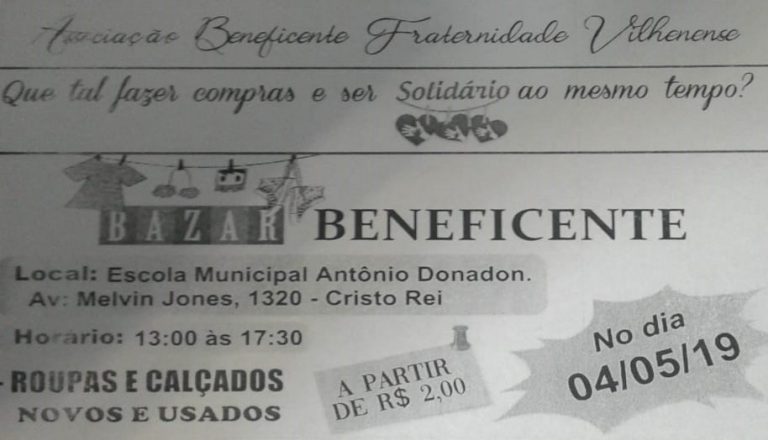 Associação Beneficente Fraternidade Vilhenense
Que tal fazer compras e ser Solidário ao mesmo tempo?
BAZAR BENEFICENTE
Local: Escola Municipal Antônio Donadon.
Av: Melvin Jones, 1320 - Cristo Rei
Horário: 13:00 às 17:30
- ROUPAS E CALÇADOS
NOVOS E USADOS
A PARTIR
DE R$ 2,00
No dia
04/05/19